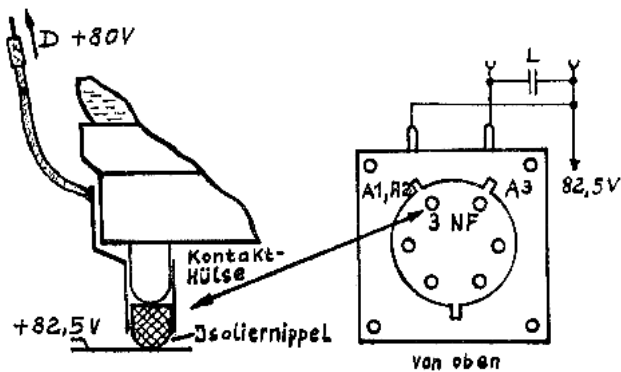 D +80V
L
A1,A2
A3
82,5V
3 NF
Kontakt-
Hülse
+82,5V
Isoliernippel
von oben